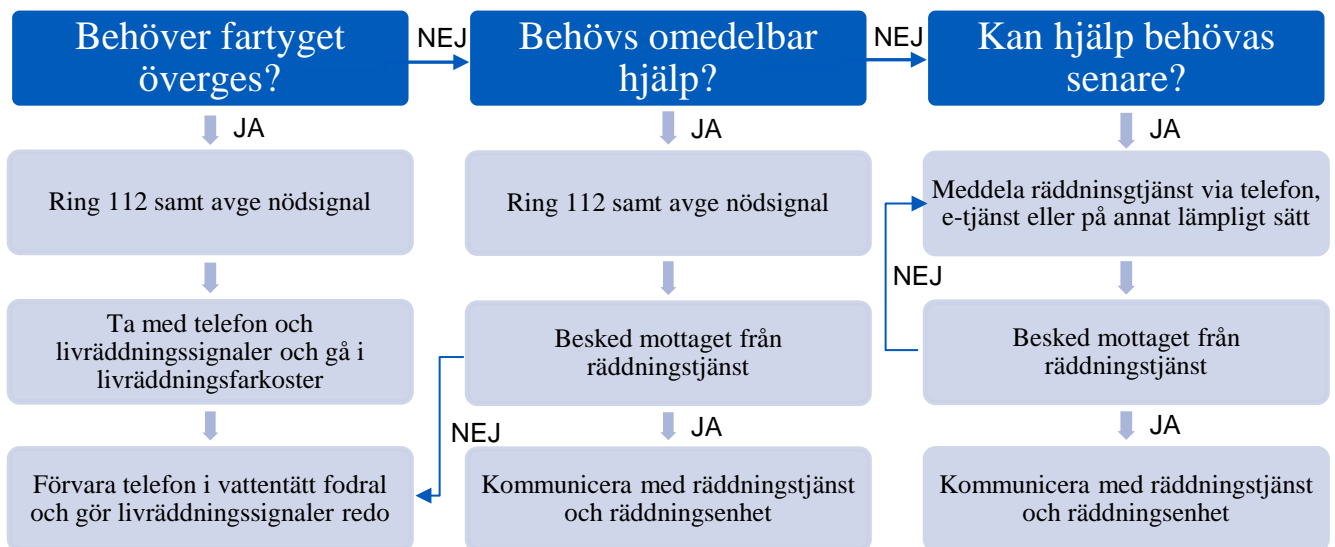 Behöver fartyget
överges?
NEJ
Behövs omedelbar
hjälp?
NEJ
Kan hjälp behövas
senare?
JA
JA
JA
Ring 112 samt avge nödsignal
Ring 112 samt avge nödsignal
Meddela räddninsgtjänst via telefon,
e-tjänst eller på annat lämpligt sätt
NEJ
Ta med telefon och
livräddningssignaler och gå i
livräddningsfarkoster
Besked mottaget från
räddningstjänst
Besked mottaget från
räddningstjänst
NEJ
JA
JA
Förvara telefon i vattentätt fodral
och gör livräddningssignaler redo
Kommunicera med räddningstjänst
och räddningsenhet
Kommunicera med räddningstjänst
och räddningsenhet